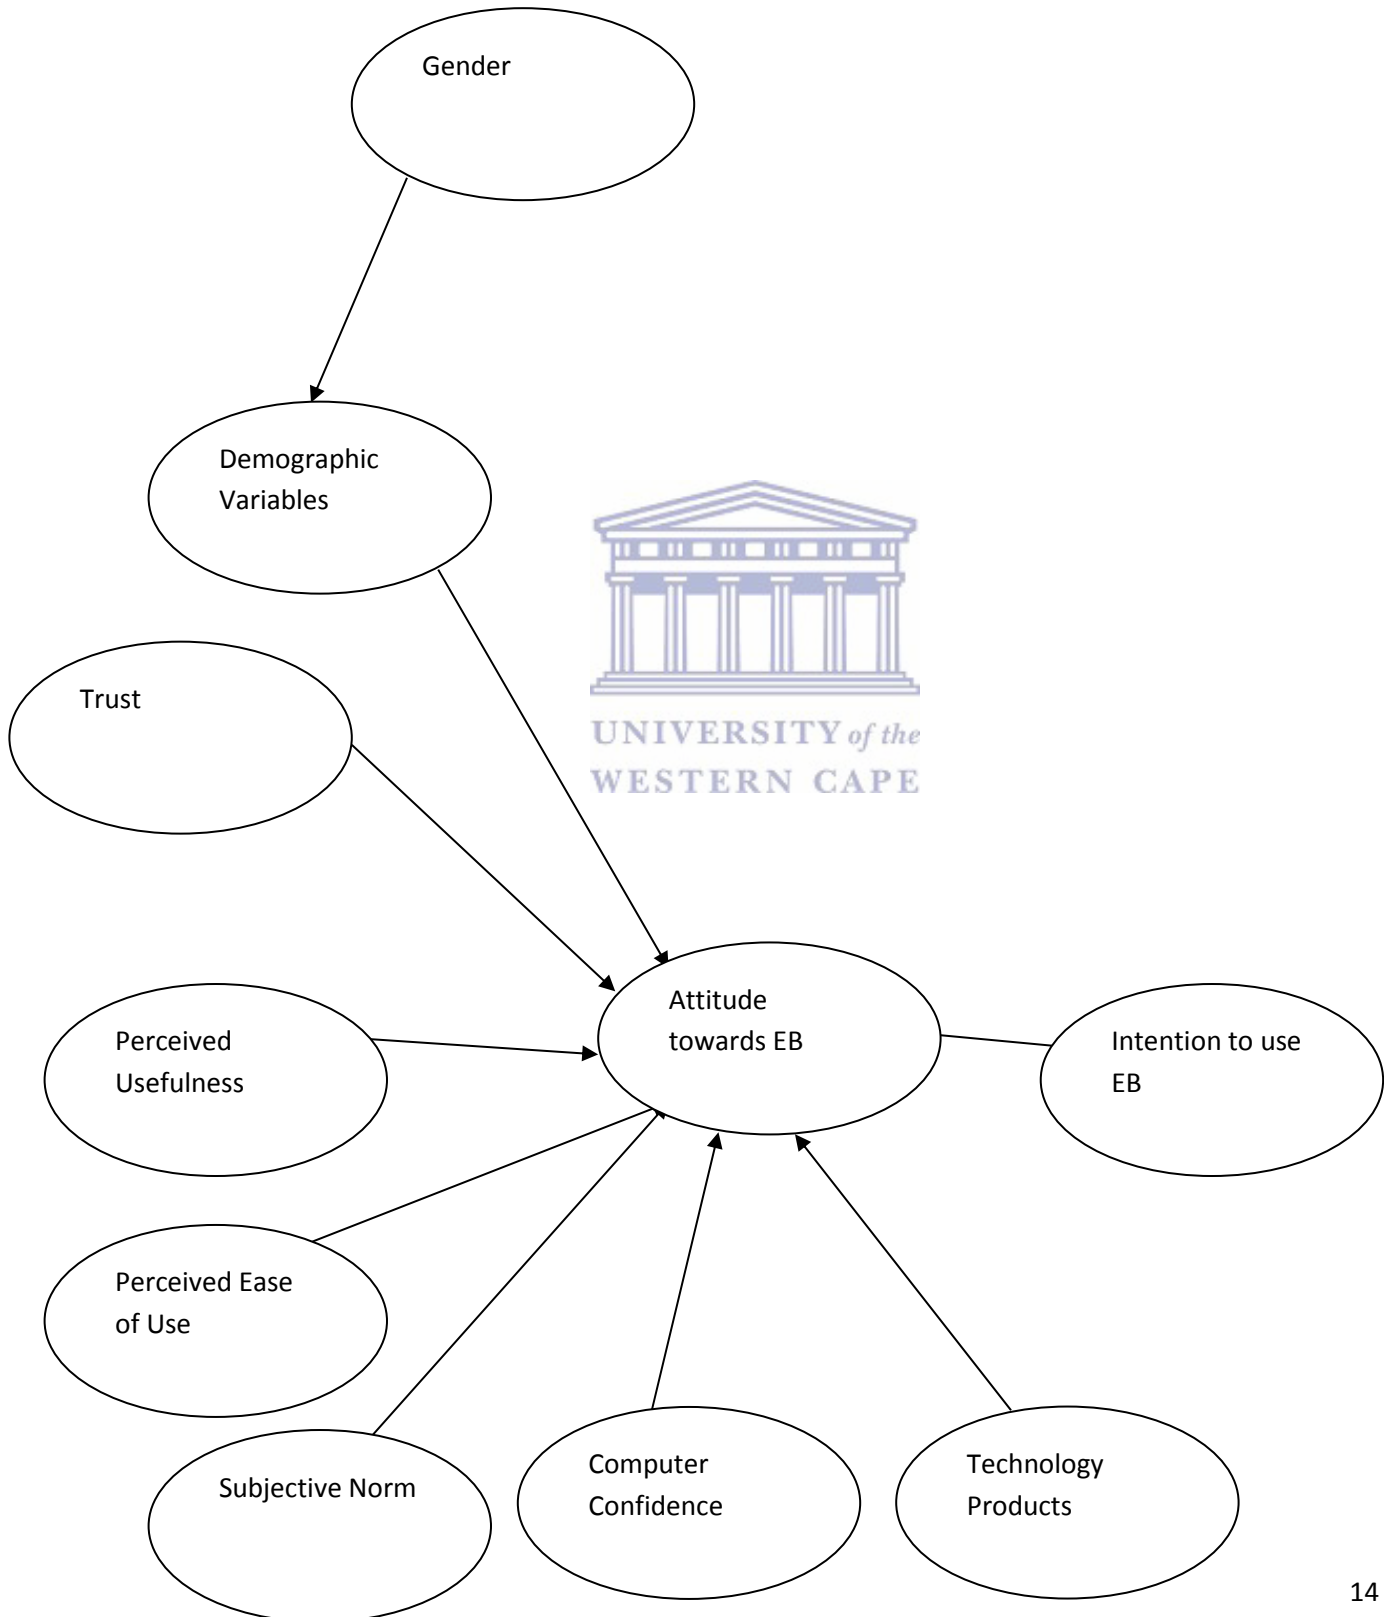 Gender
Demographic
Variables
UNIVERSITY of the
WESTERN CAPE
Trust
Attitude
towards EB
Perceived
Usefulness
Intention to use
EB
Perceived Ease
of Use
Subjective Norm
Computer
Confidence
Technology
Products
14